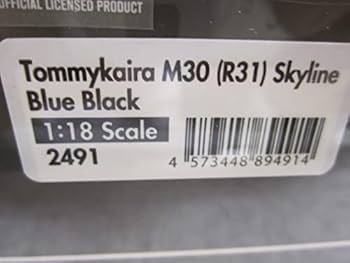 OFFICIAL LICENSED PRODUCT
Tommykaira M30 (R31) Skyline
Blue Black
1:18 Scale
2491
4 573448 894914